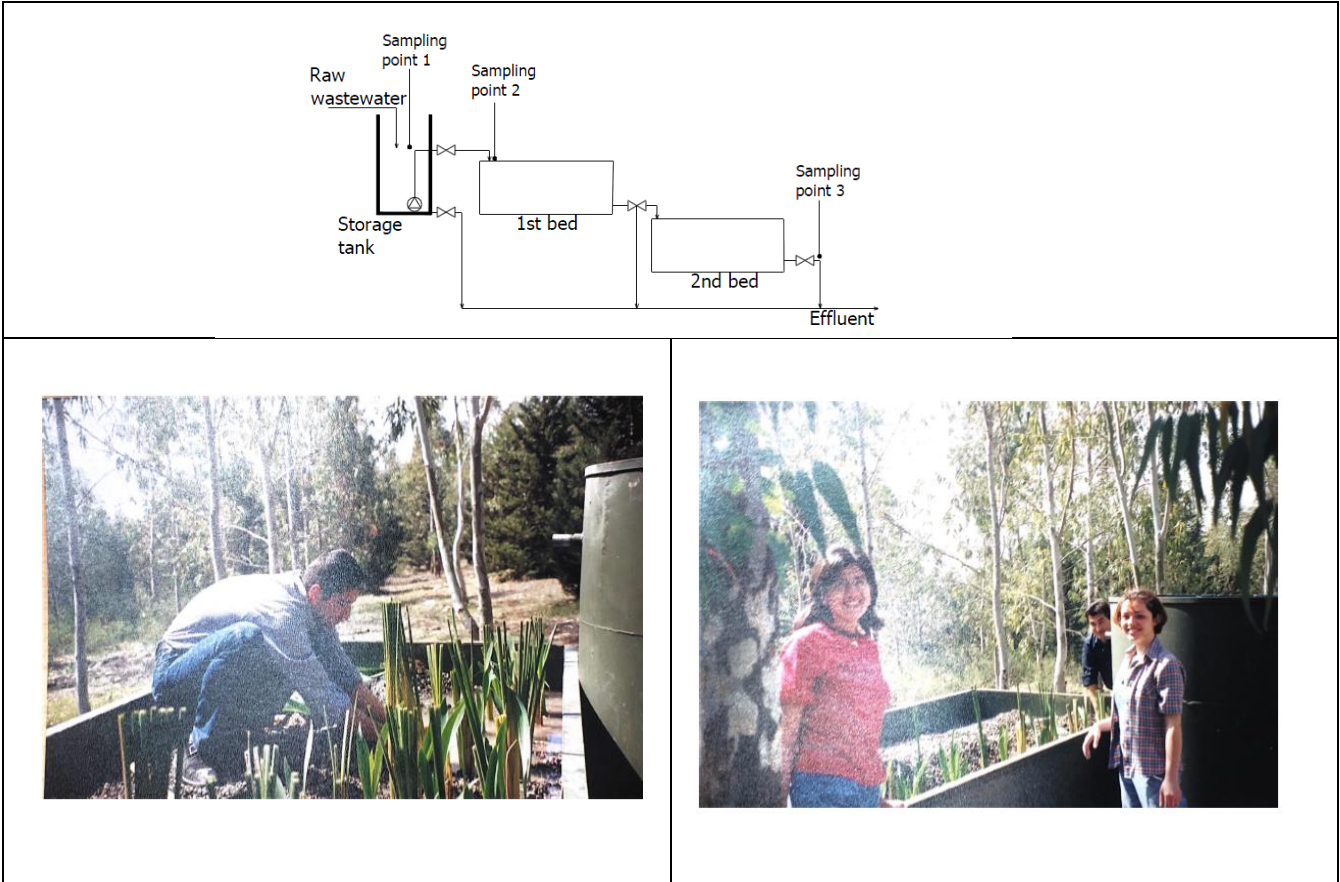 Sampling
point 1
Sampling
point 2
Raw
wastewater
Sampling
point 3
Storage
tank
1st bed
2nd bed
Effluent